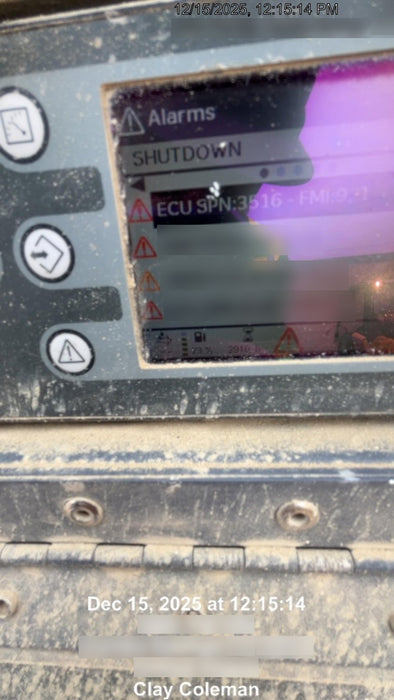 12/15/2025, 12:15:14 PM
Alarms
SHUTDOWN
ECU SPN:3516 - FMI:9,-1
Dec 15, 2025 at 12:15:14
Clay Coleman